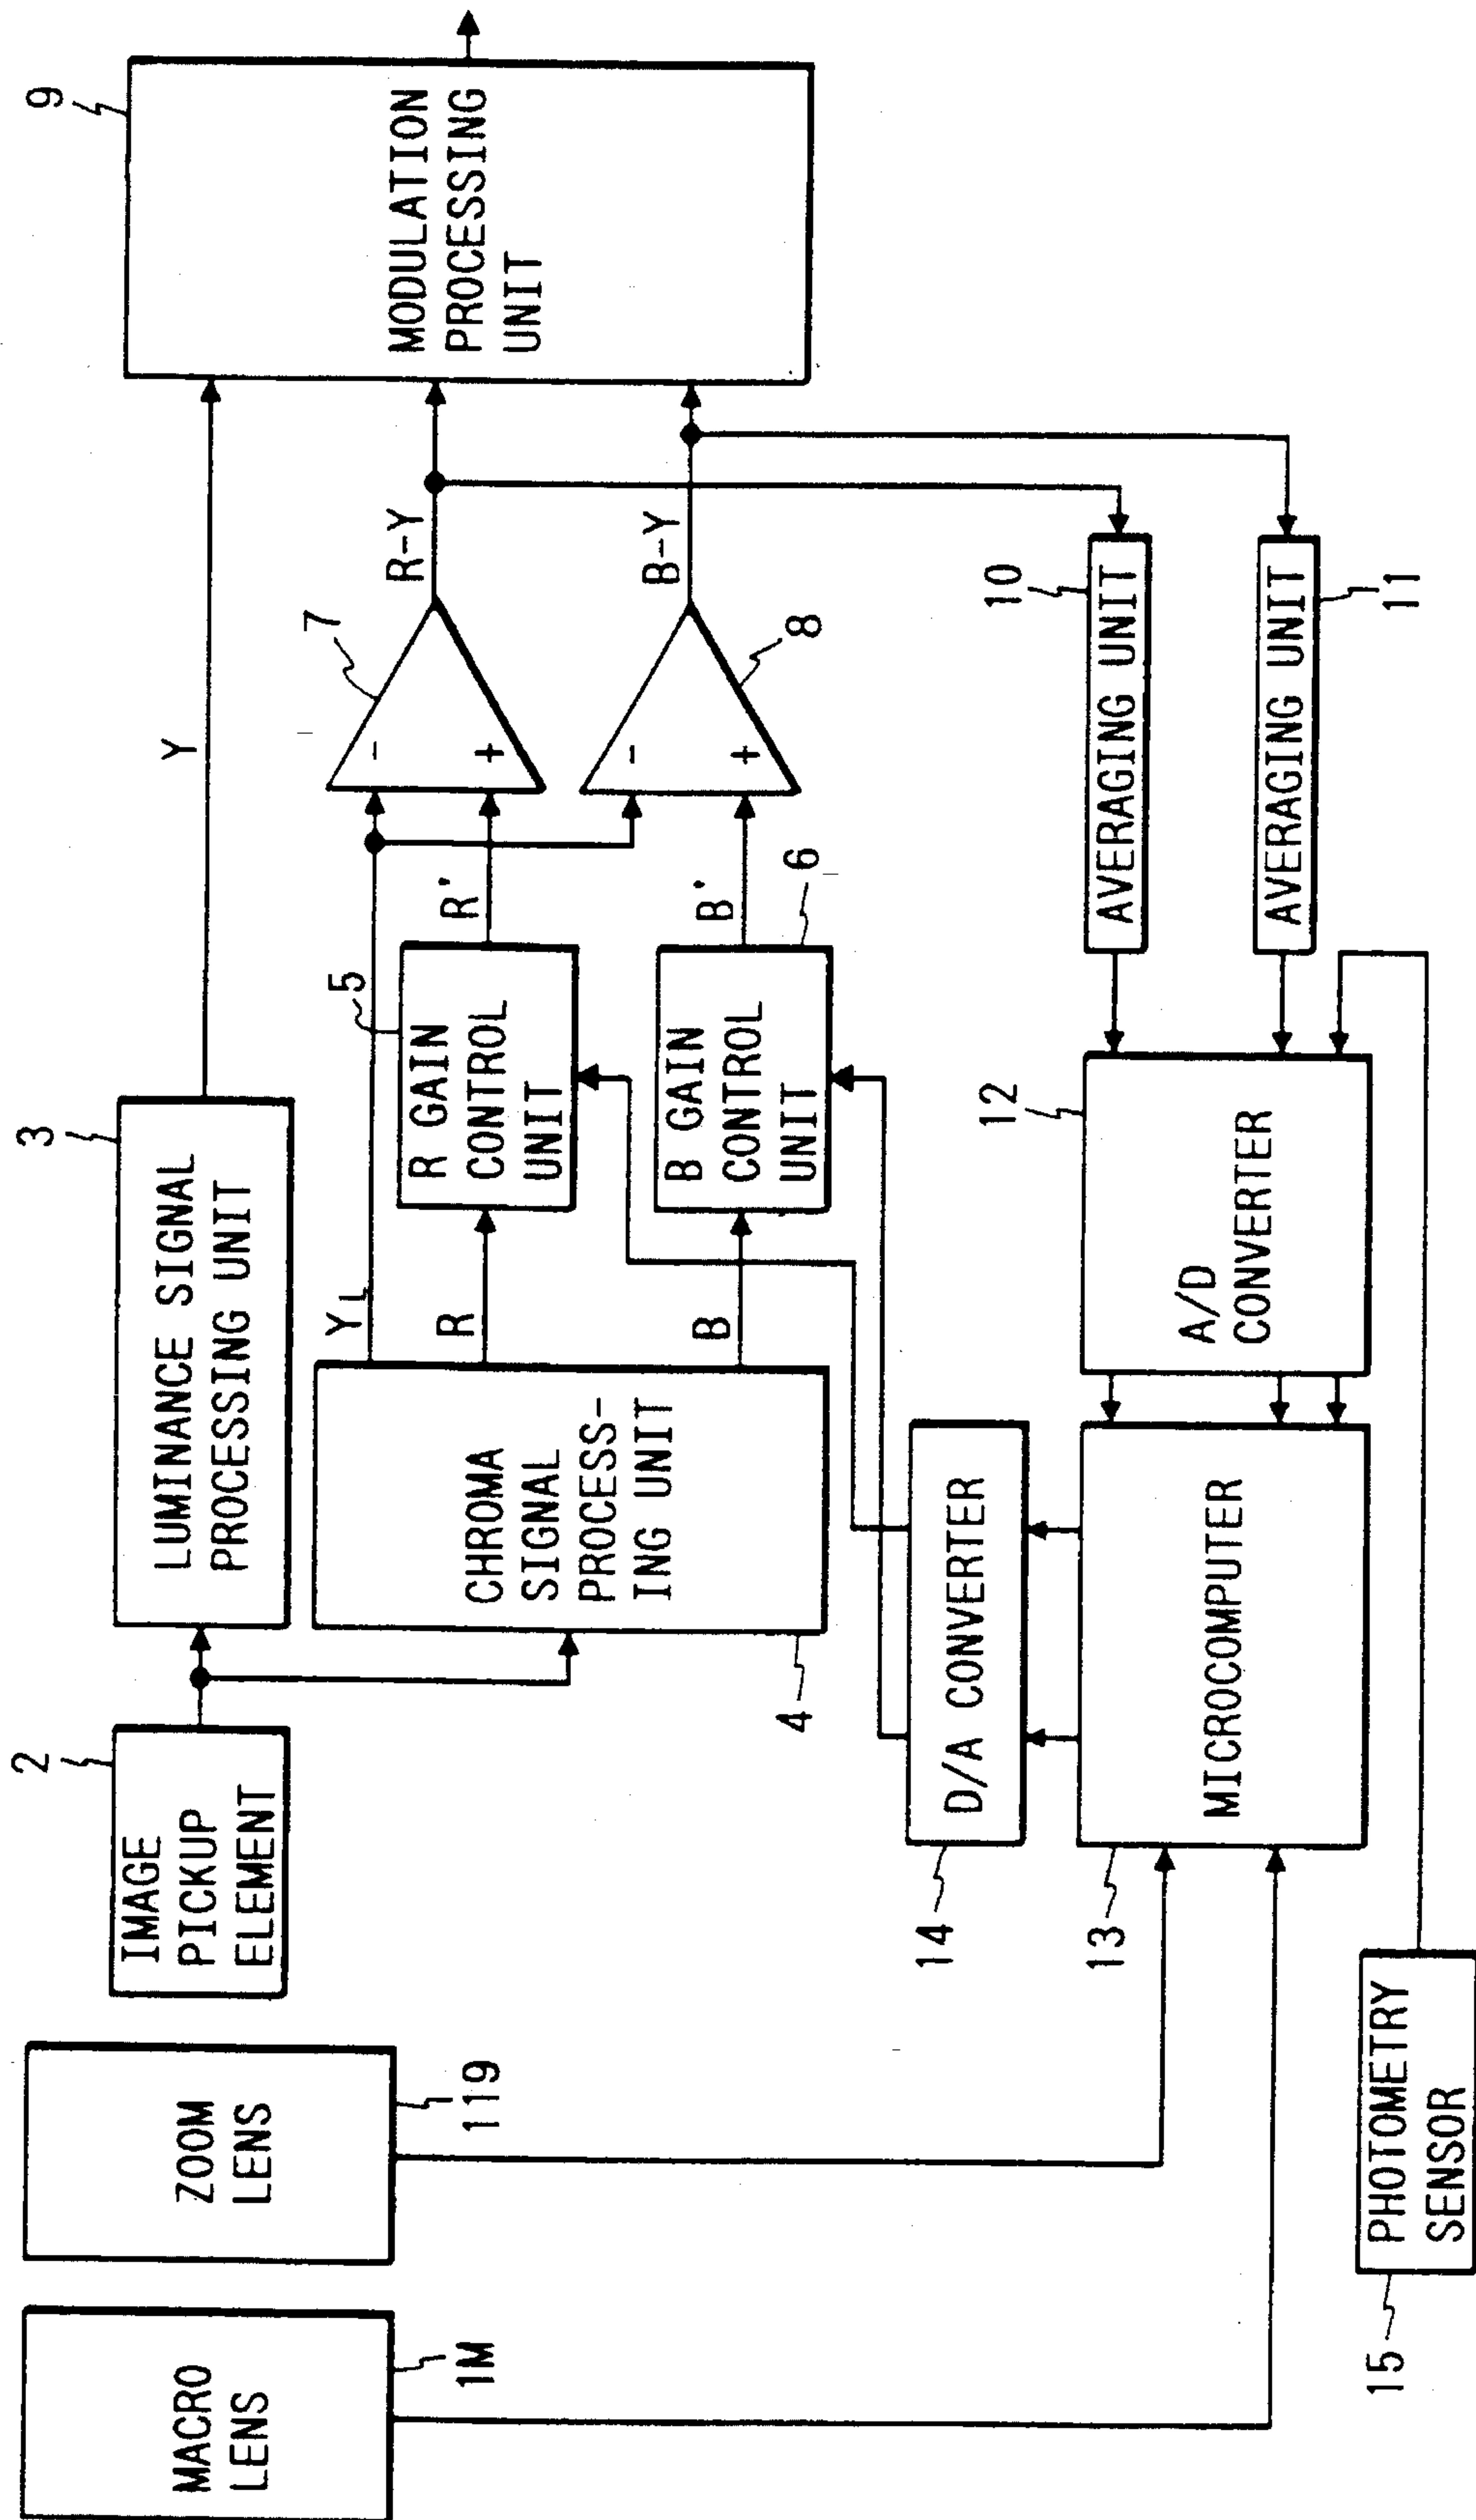 MACRO
LENS
1M
ZOOM
LENS
119
IMAGE
PICKUP
ELEMENT
2
LUMINANCE SIGNAL
PROCESSING UNIT
3
Y
CHROMA
SIGNAL
PROCESS-
ING UNIT
4
YL
R
B
R GAIN
CONTROL
UNIT
5
R'
B GAIN
CONTROL
UNIT
6
B'
-
+
7
R-Y
-
+
8
B-Y
MODULATION
PROCESSING
UNIT
9
AVERAGING UNIT
10
AVERAGING UNIT
11
A/D
CONVERTER
12
D/A CONVERTER
14
MICROCOMPUTER
13
PHOTOMETRY
SENSOR
15